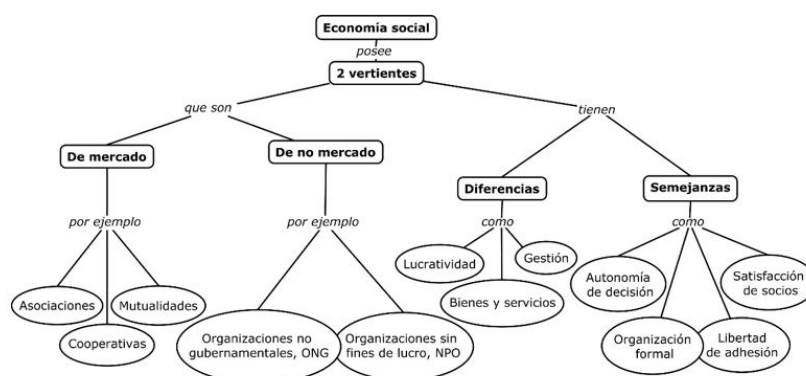 Economía social
posee
2 vertientes
que son
tienen
De mercado
De no mercado
Diferencias
Semejanzas
por ejemplo
por ejemplo
como
como
Asociaciones
Mutualidades
Cooperativas
Organizaciones no
gubernamentales, ONG
Organizaciones sin
fines de lucro, NPO
Lucratividad
Gestión
Bienes y servicios
Autonomía
de decisión
Satisfacción
de socios
Organización
formal
Libertad
de adhesión